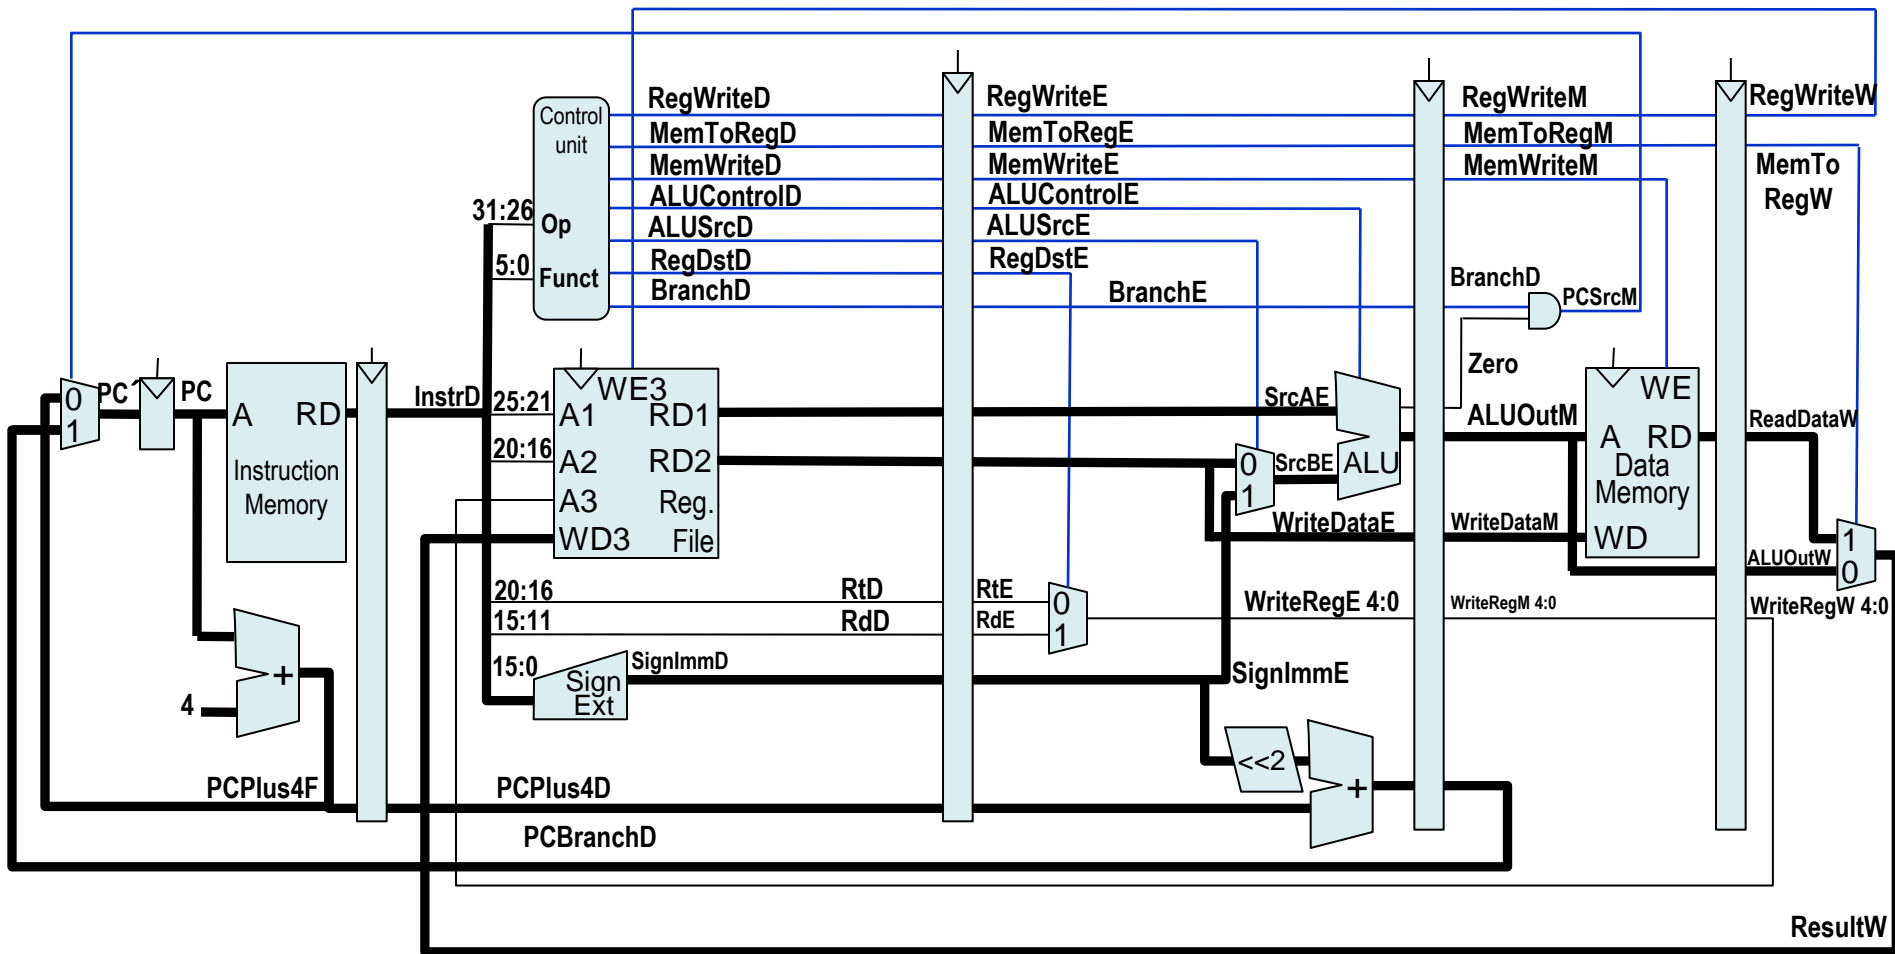 RegWriteD
RegWriteE
RegWriteM
RegWriteW
Control
unit
MemToRegD
MemToRegE
MemToRegM
MemWriteD
MemWriteE
MemWriteM
MemTo
RegW
ALUControlD
ALUControlE
31:26
Op
ALUSrcD
ALUSrcE
5:0
Funct
RegDstD
RegDstE
BranchD
BranchE
BranchD
PCSrcM
Zero
0
1
PC´
PC
A
RD
Instruction
Memory
InstrD
25:21
20:16
WE3
A1
RD1
A2
RD2
A3
Reg.
WD3
File
SrcAE
0
1
SrcBE
ALU
ALUOutM
WE
A
RD
Data
Memory
WD
ReadDataW
WriteDataE
WriteDataM
ALUOutW
1
0
20:16
RtD
RtE
15:11
RdD
RdE
0
1
WriteRegE 4:0
WriteRegM 4:0
WriteRegW 4:0
15:0
Sign
Ext
SignImmD
SignImmE
+
4
<<2
+
PCPlus4F
PCPlus4D
PCBranchD
ResultW